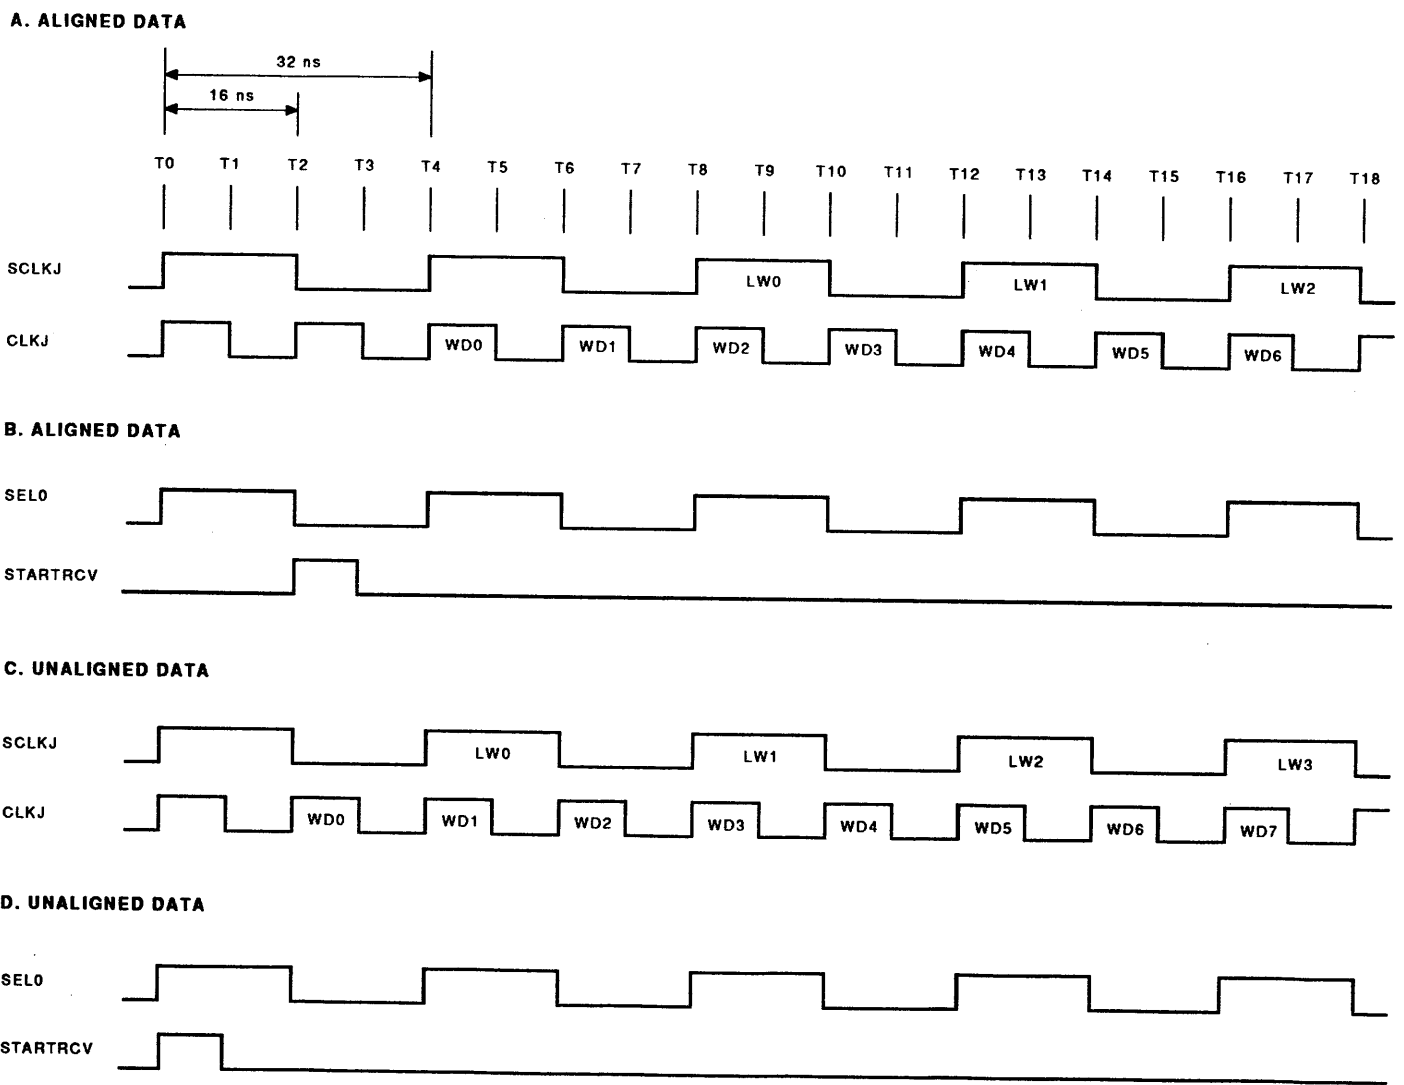 A. ALIGNED DATA
32 ns
16 ns
T0 T1 T2 T3 T4 T5 T6 T7 T8 T9 T10 T11 T12 T13 T14 T15 T16 T17 T18
SCLKJ LW0 LW1 LW2
CLKJ WD0 WD1 WD2 WD3 WD4 WD5 WD6
B. ALIGNED DATA
SEL0
STARTRCV
C. UNALIGNED DATA
SCLKJ LW0 LW1 LW2 LW3
CLKJ WD0 WD1 WD2 WD3 WD4 WD5 WD6 WD7
D. UNALIGNED DATA
SEL0
STARTRCV